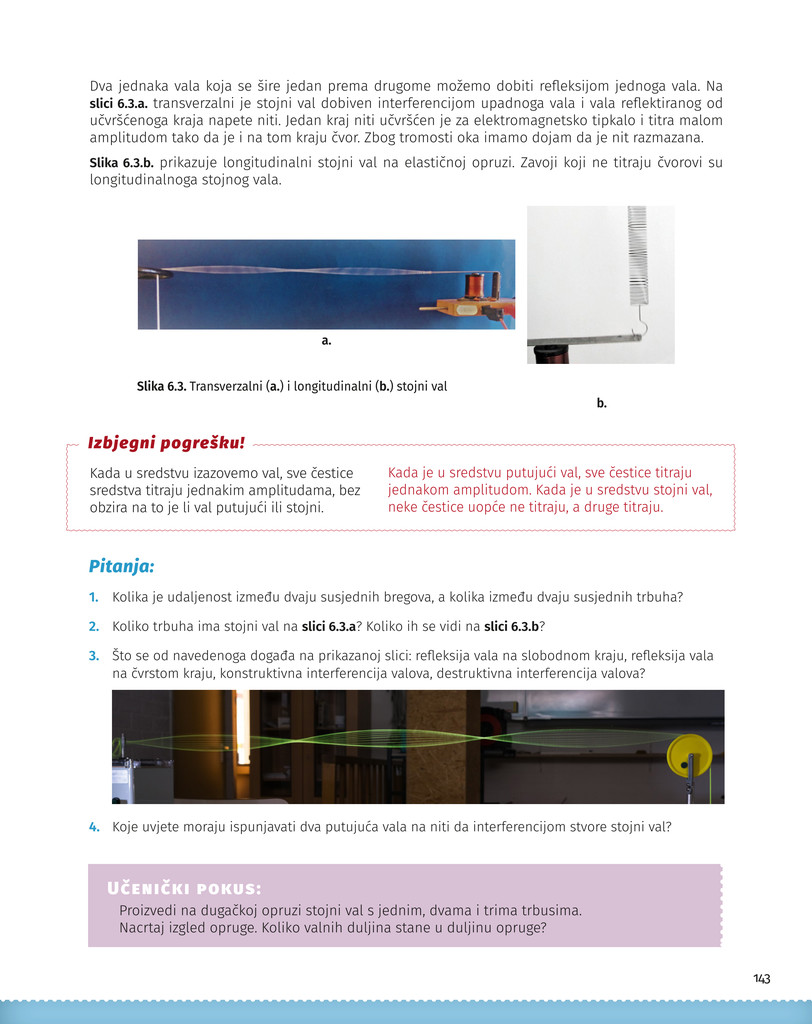 Dva jednaka vala koja se šire jedan prema drugome možemo dobiti refleksijom jednoga vala. Na
slici 6.3.a. transverzalni je stojni val dobiven interferencijom upadnoga vala i vala reflektiranog od
učvršćenoga kraja napete niti. Jedan kraj niti učvršćen je za elektromagnetsko tipkalo i titra malom
amplitudom tako da je i na tom kraju čvor. Zbog tromosti oka imamo dojam da je nit razmazana.
Slika 6.3.b. prikazuje longitudinalni stojni val na elastičnoj opruzi. Zavoji koji ne titraju čvorovi su
longitudinalnoga stojnog vala.
a.
Slika 6.3. Transverzalni (a.) i longitudinalni (b.) stojni val
b.
Izbjegni pogrešku!
Kada u sredstvu izazovemo val, sve čestice
sredstva titraju jednakim amplitudama, bez
obzira na to je li val putujući ili stojni.
Kada je u sredstvu putujući val, sve čestice titraju
jednakom amplitudom. Kada je u sredstvu stojni val,
neke čestice uopće ne titraju, a druge titraju.
Pitanja:
1. Kolika je udaljenost između dvaju susjednih bregova, a kolika između dvaju susjednih trbuha?
2. Koliko trbuha ima stojni val na slici 6.3.a? Koliko ih se vidi na slici 6.3.b?
3. Što se od navedenoga događa na prikazanoj slici: refleksija vala na slobodnom kraju, refleksija vala
na čvrstom kraju, konstruktivna interferencija valova, destruktivna interferencija valova?
4. Koje uvjete moraju ispunjavati dva putujuća vala na niti da interferencijom stvore stojni val?
UČENIČKI POKUS:
Proizvedi na dugačkoj opruzi stojni val s jednim, dvama i trima trbusima.
Nacrtaj izgled opruge. Koliko valnih duljina stane u duljinu opruge?
143